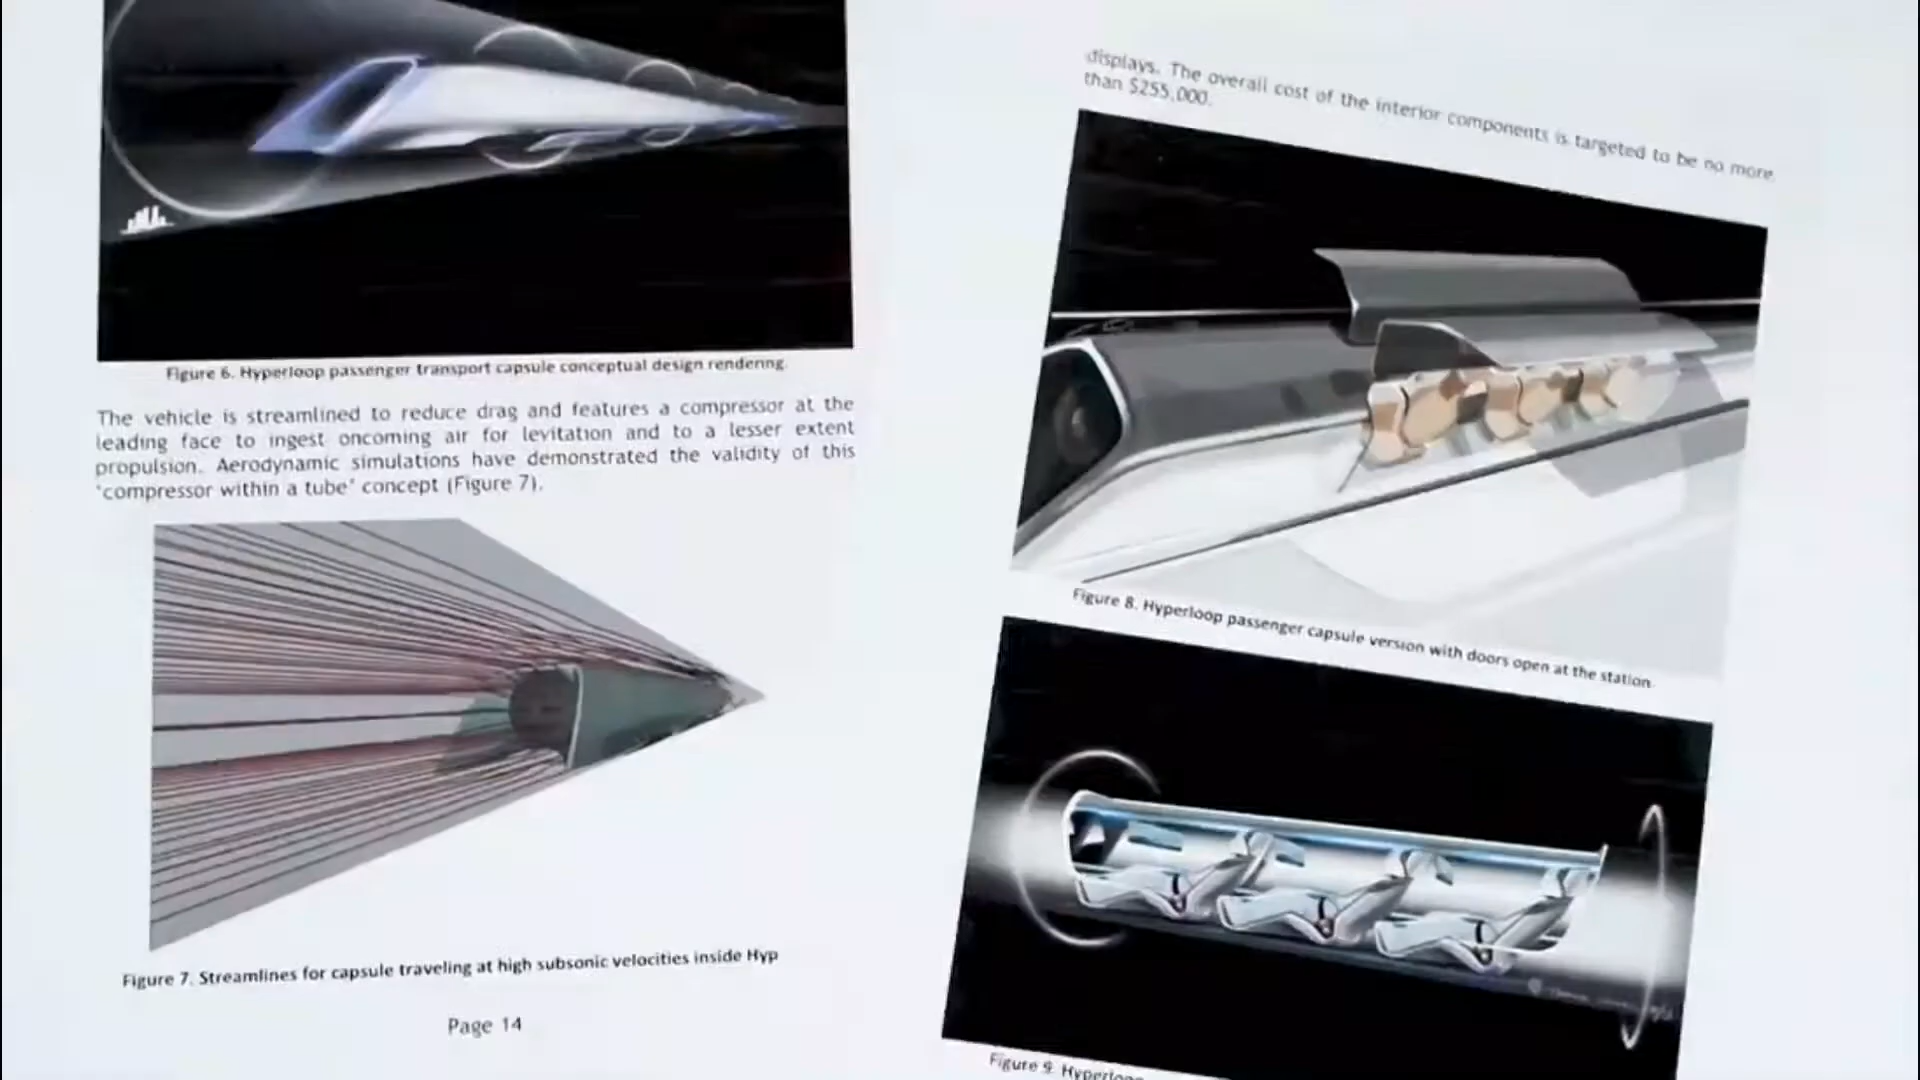 Figure 6. Hyperloop passenger transport capsule conceptual design rendering.
The vehicle is streamlined to reduce drag and features a compressor at the
leading face to ingest oncoming air for levitation and to a lesser extent
propulsion. Aerodynamic simulations have demonstrated the validity of this
'compressor within a tube' concept (Figure 7).
Figure 7. Streamlines for capsule traveling at high subsonic velocities inside Hyp
Page 14
displays. The overall cost of the interior components is targeted to be no more
than $255,000.
Figure 8. Hyperloop passenger capsule version with doors open at the station.
Figure 9. Hyperloop